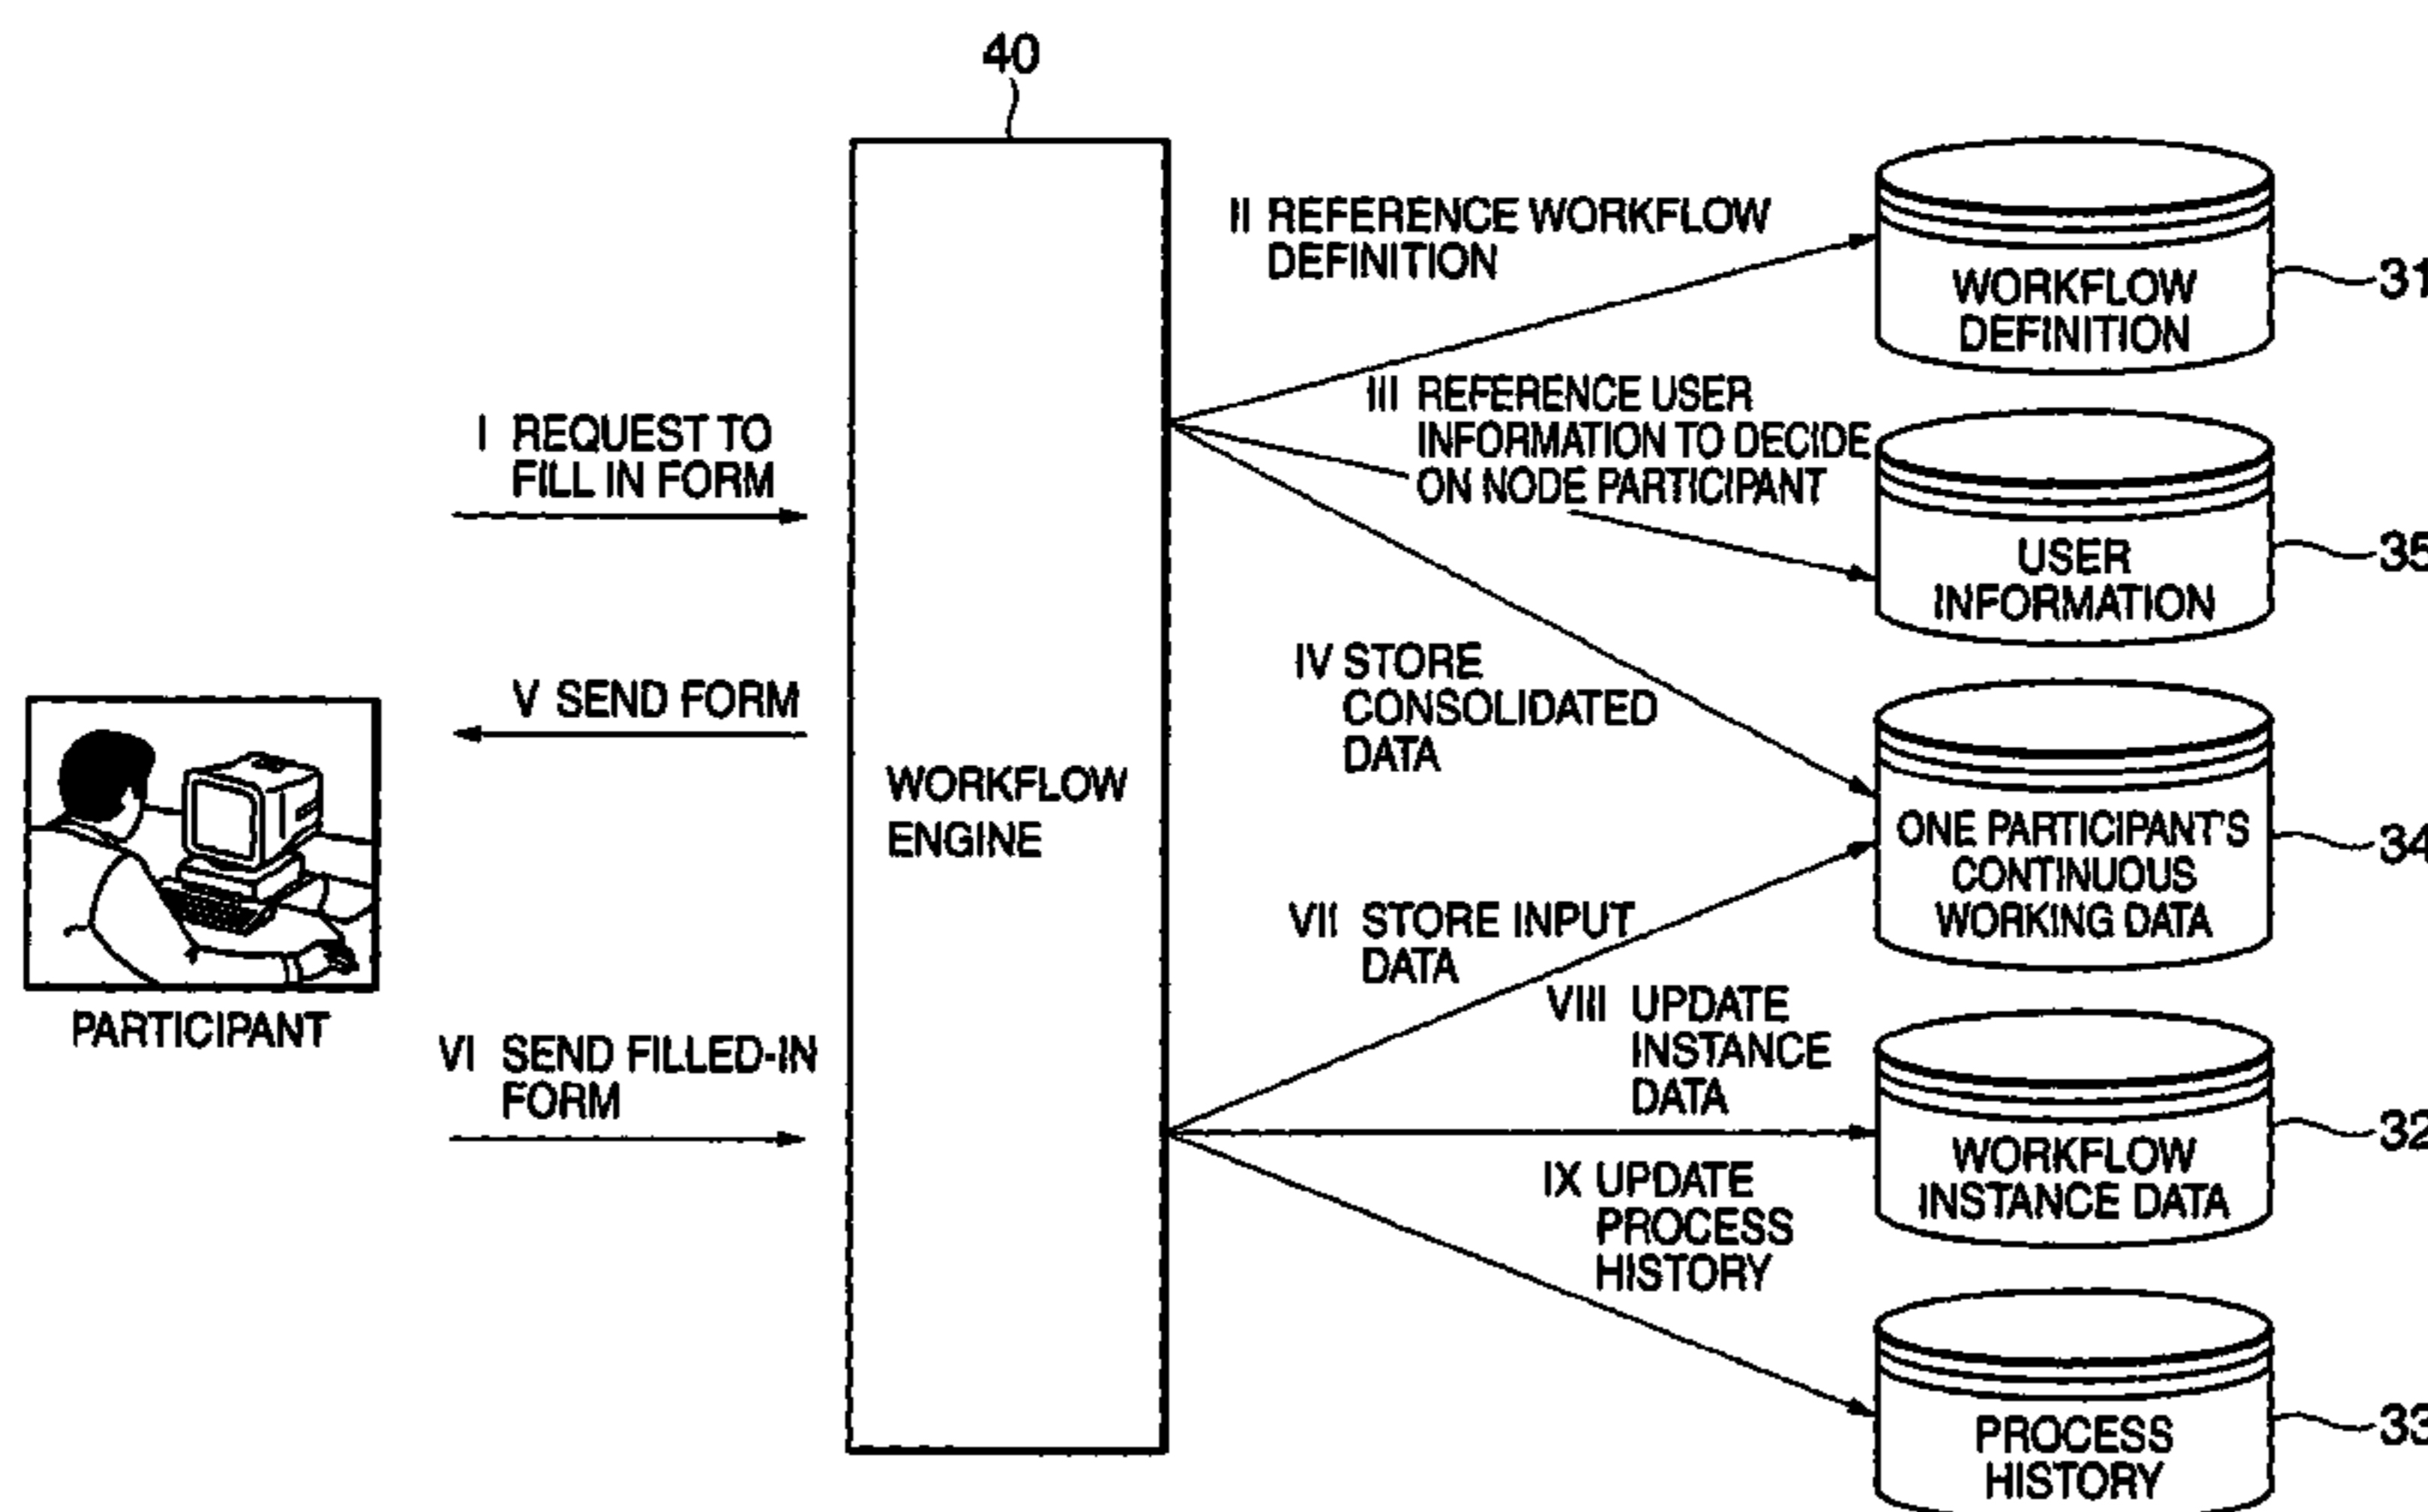 40
II REFERENCE WORKFLOW
DEFINITION
WORKFLOW
DEFINITION
31
I REQUEST TO
FILL IN FORM
III REFERENCE USER
INFORMATION TO DECIDE
ON NODE PARTICIPANT
USER
INFORMATION
35
V SEND FORM
IV STORE
CONSOLIDATED
DATA
WORKFLOW
ENGINE
ONE PARTICIPANT'S
CONTINUOUS
WORKING DATA
34
VII STORE INPUT
DATA
PARTICIPANT
VI SEND FILLED-IN
FORM
VIII UPDATE
INSTANCE
DATA
WORKFLOW
INSTANCE DATA
32
IX UPDATE
PROCESS
HISTORY
PROCESS
HISTORY
33